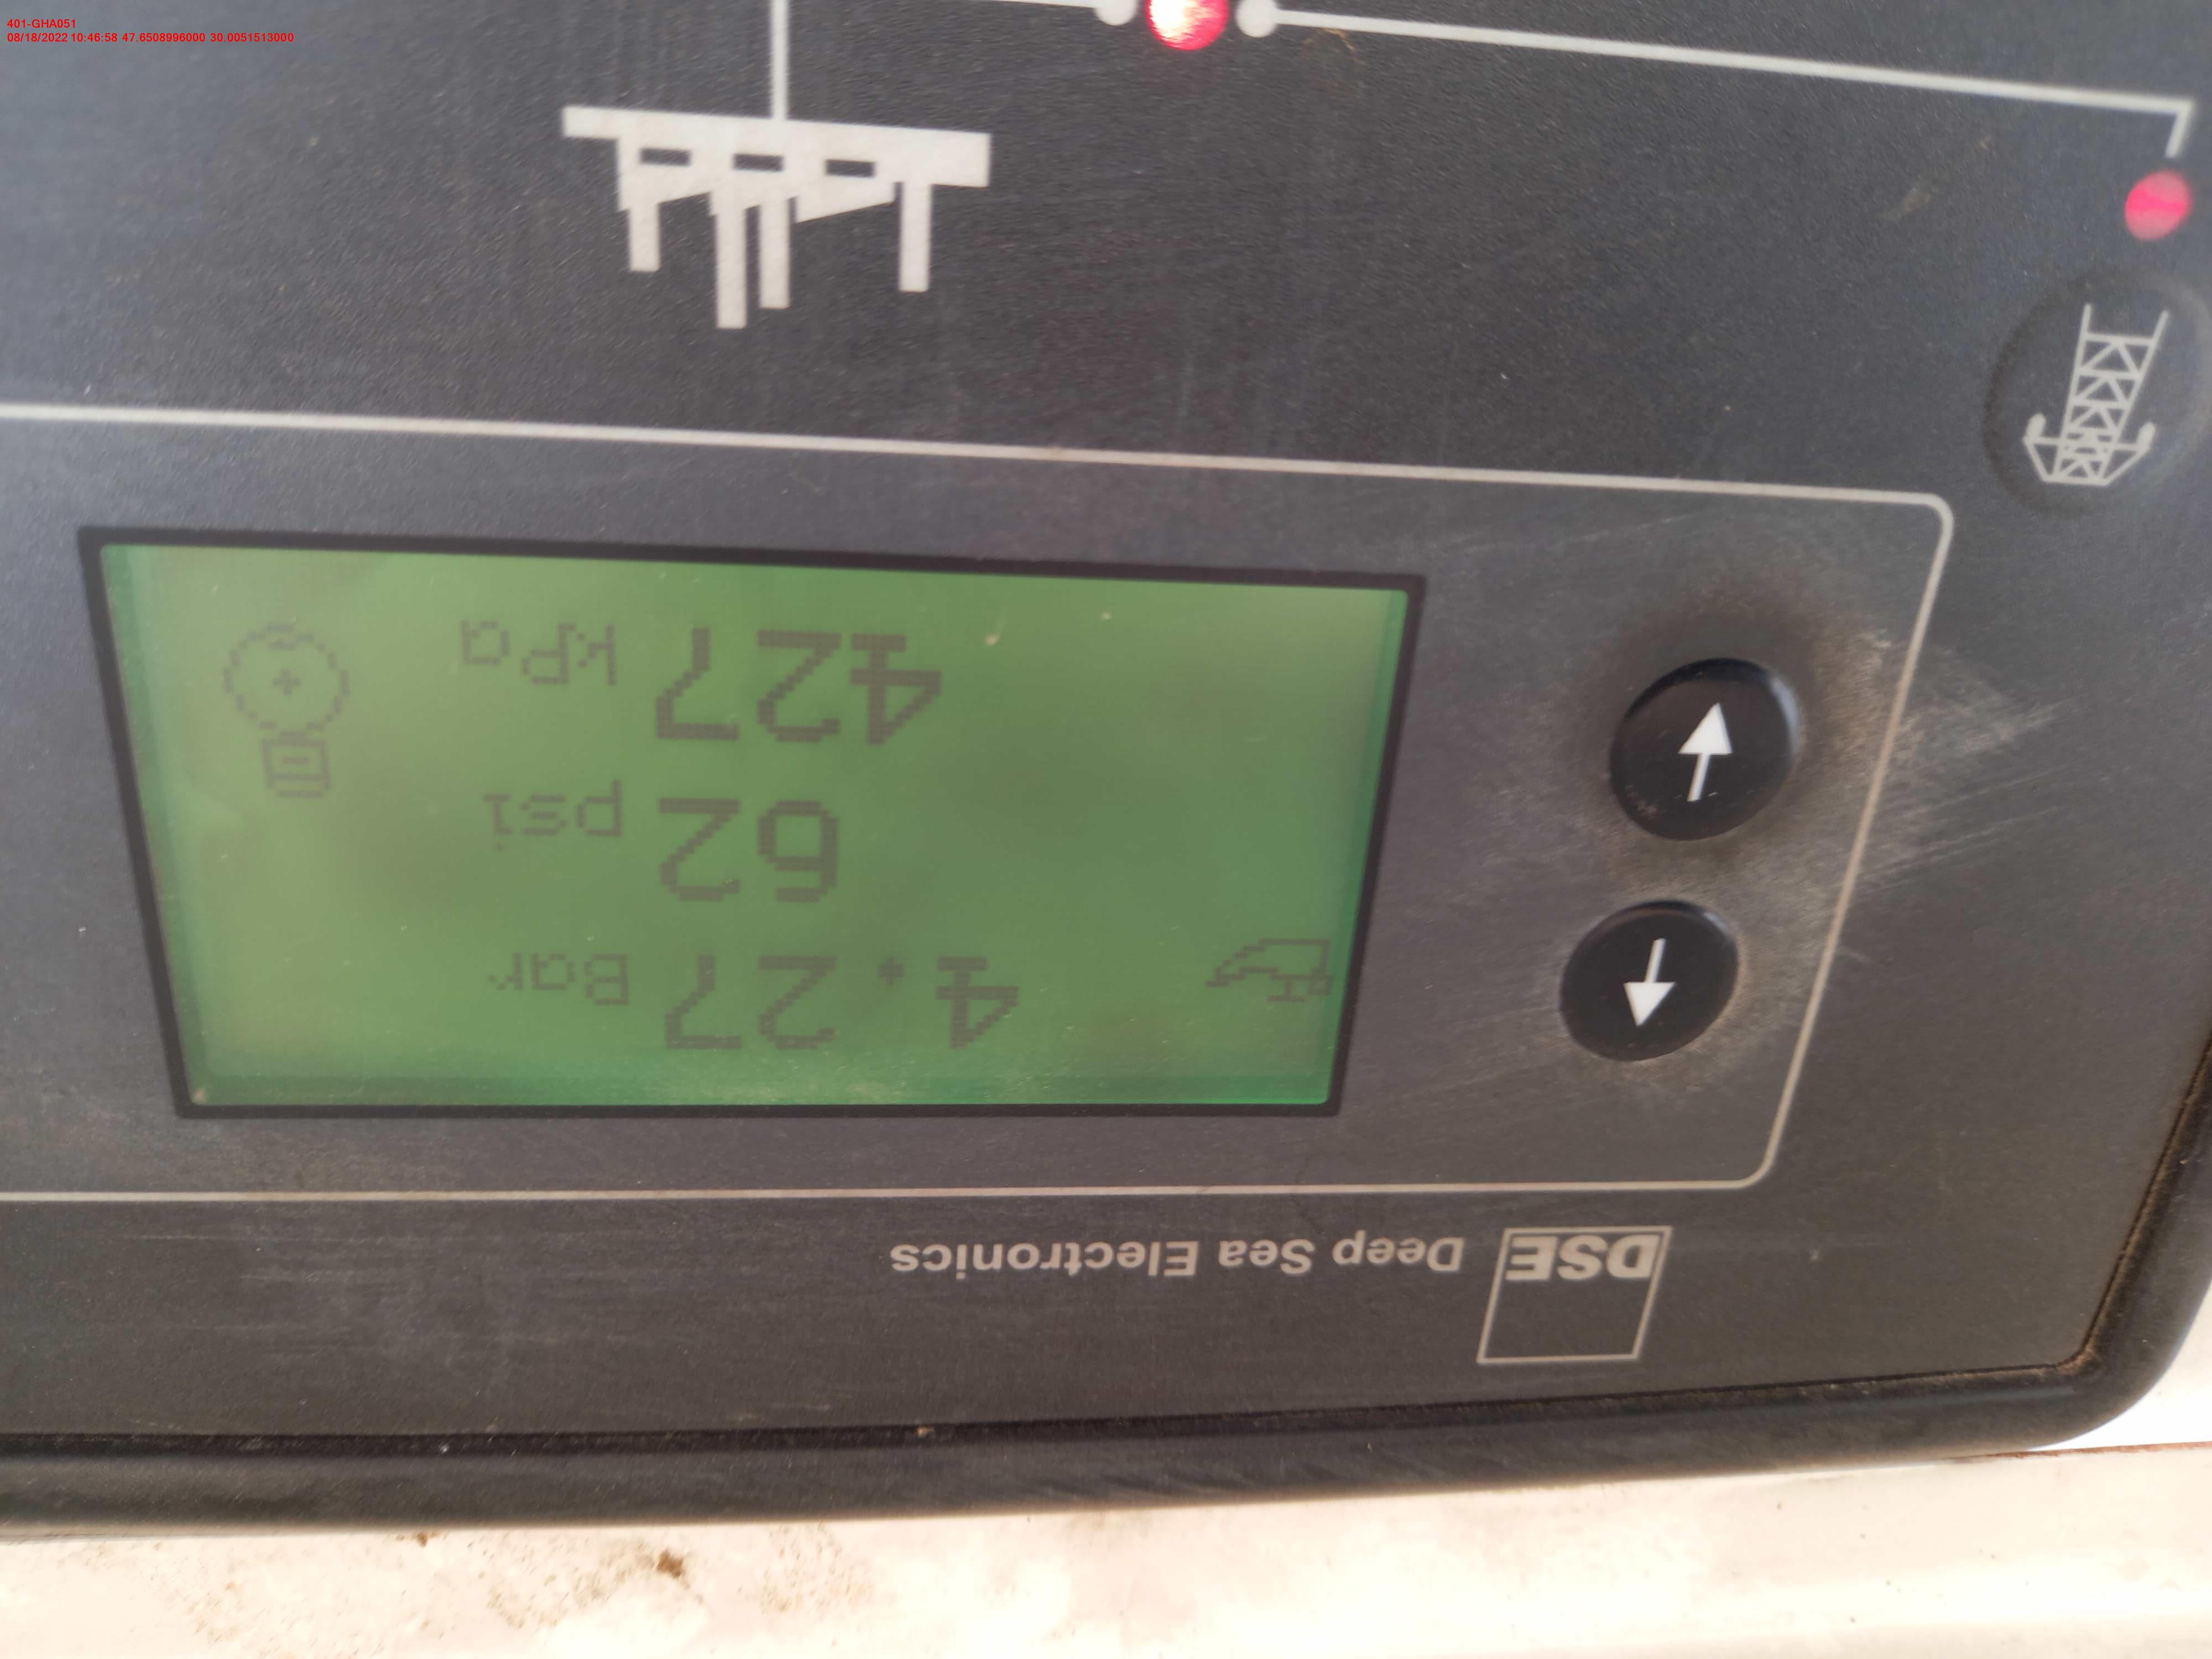 401-GHA051
08/18/2022 10:46:58 47.6508996000 30.0051513000
DSE Deep Sea Electronics
4.27 Bar
62 psi
427 kPa